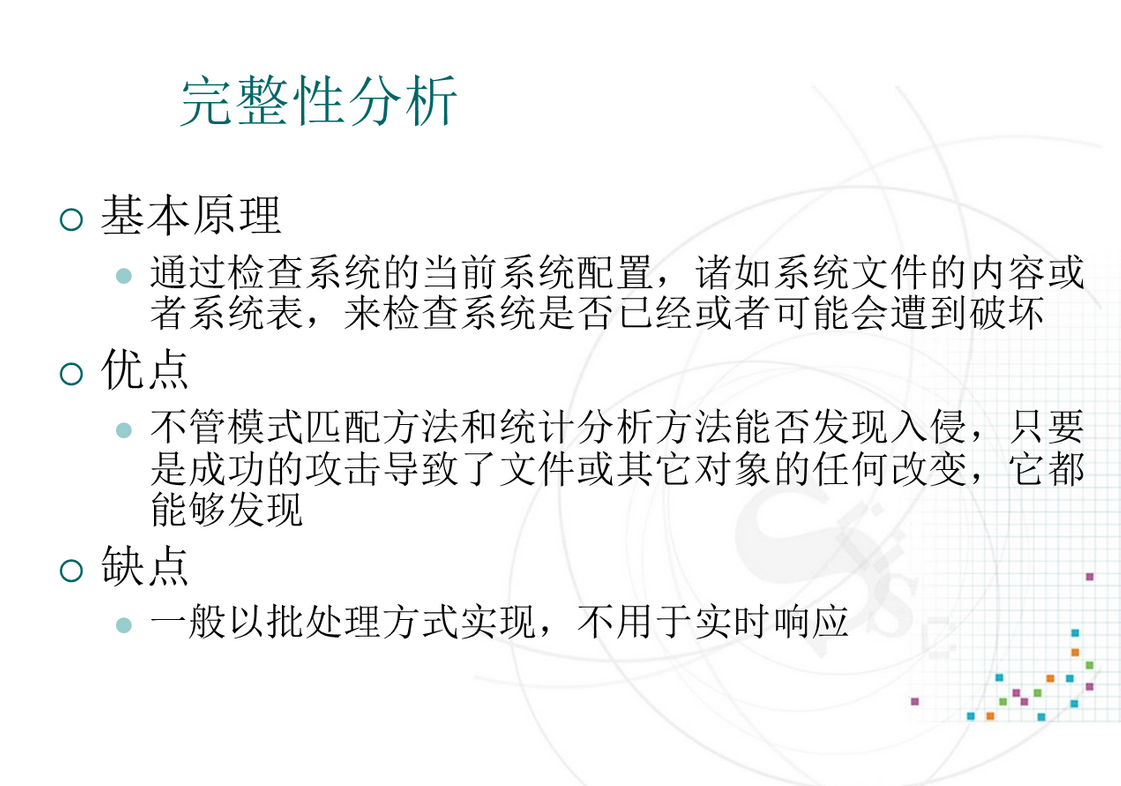 完整性分析
基本原理
通过检查系统的当前系统配置，诸如系统文件的内容或
者系统表，来检查系统是否已经或者可能会遭到破坏
优点
不管模式匹配方法和统计分析方法能否发现入侵，只要
是成功的攻击导致了文件或其它对象的任何改变，它都
能够发现
缺点
一般以批处理方式实现，不用于实时响应